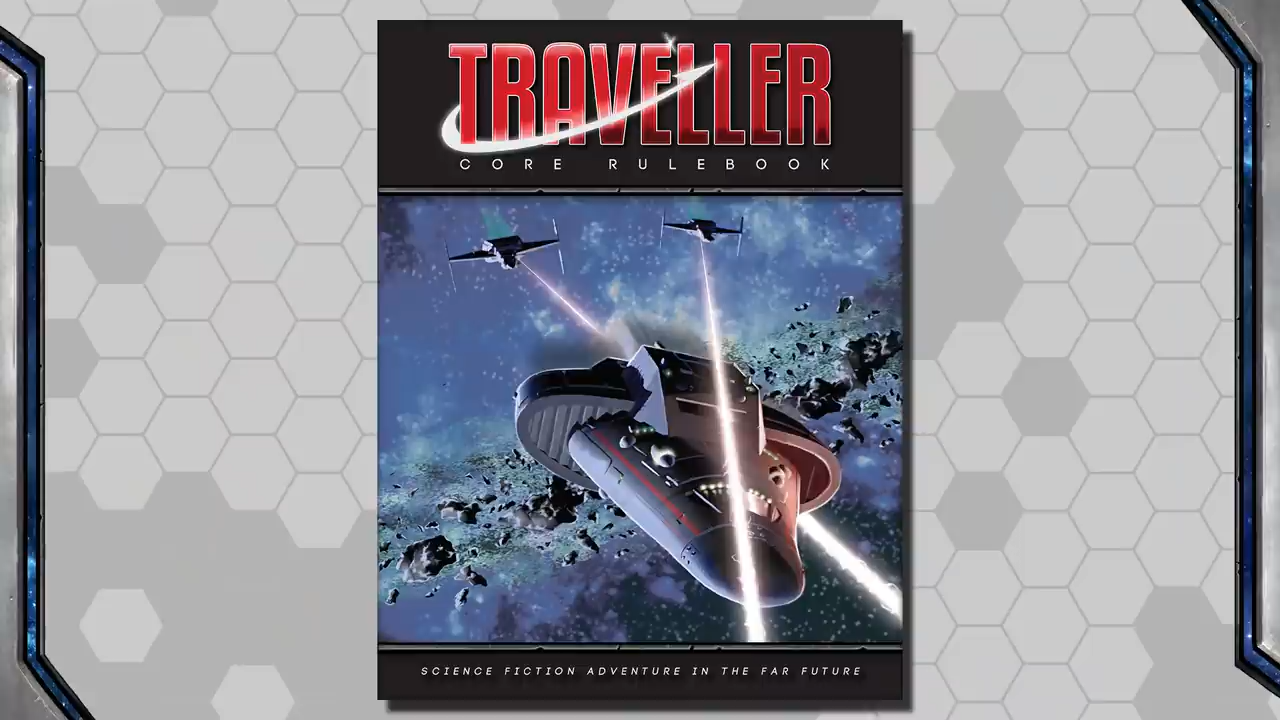 TRAVELLER
CORE RULEBOOK
SCIENCE FICTION ADVENTURE IN THE FAR FUTURE